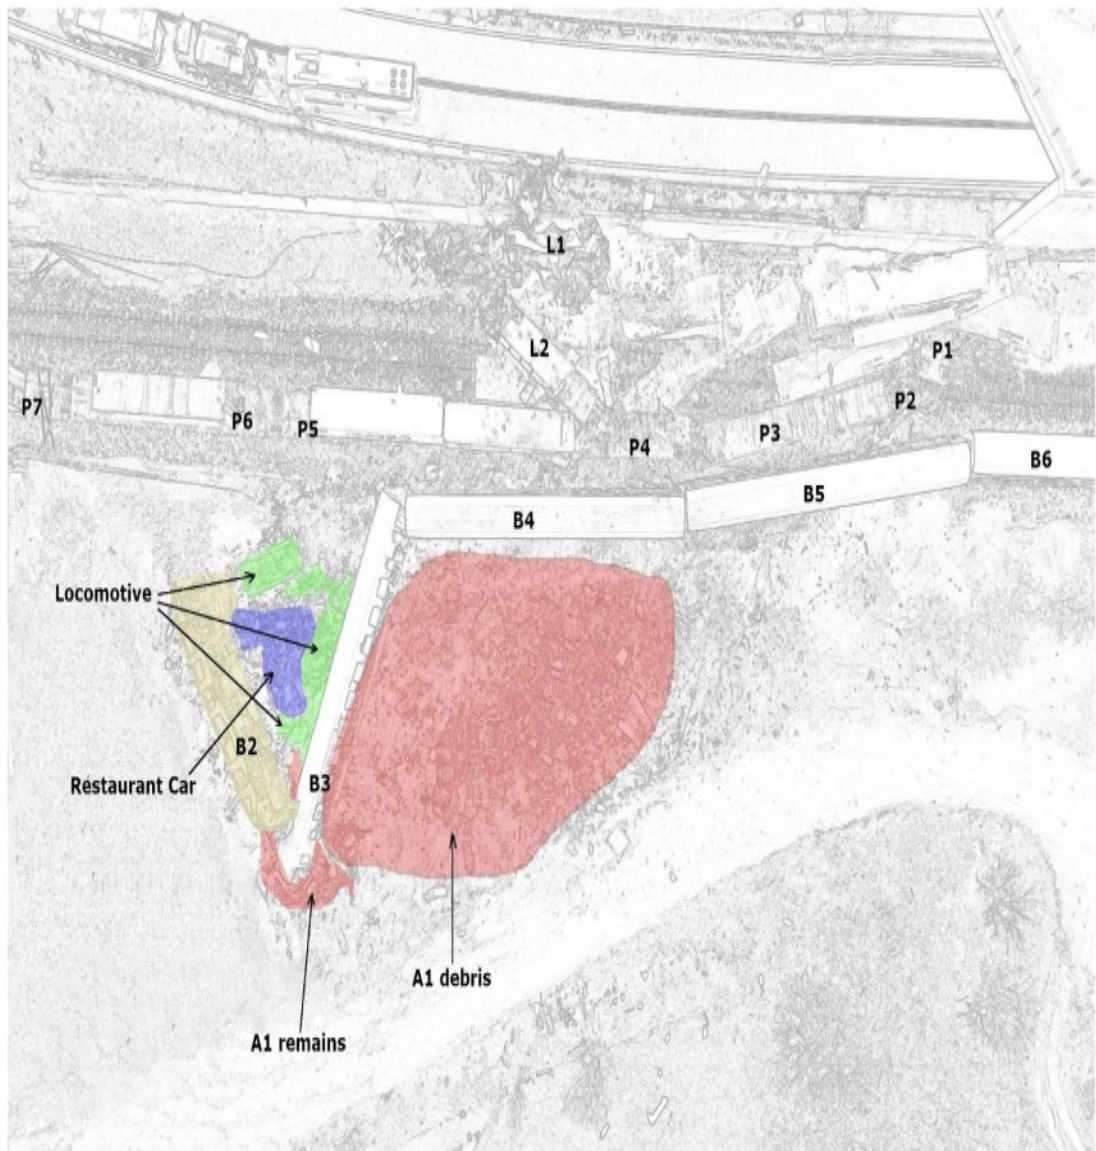 L1
L2
P1
P7
P6
P5
P4
P3
P2
B6
B5
B4
Locomotive
B2
Restaurant Car
B3
A1 debris
A1 remains